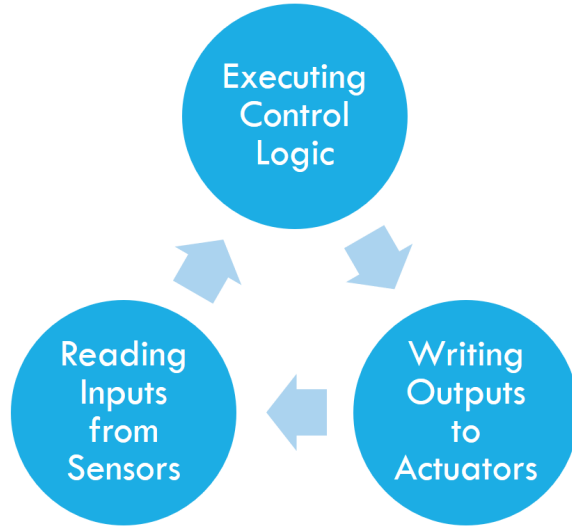 Executing
Control
Logic
Reading
Inputs
from
Sensors
Writing
Outputs
to
Actuators